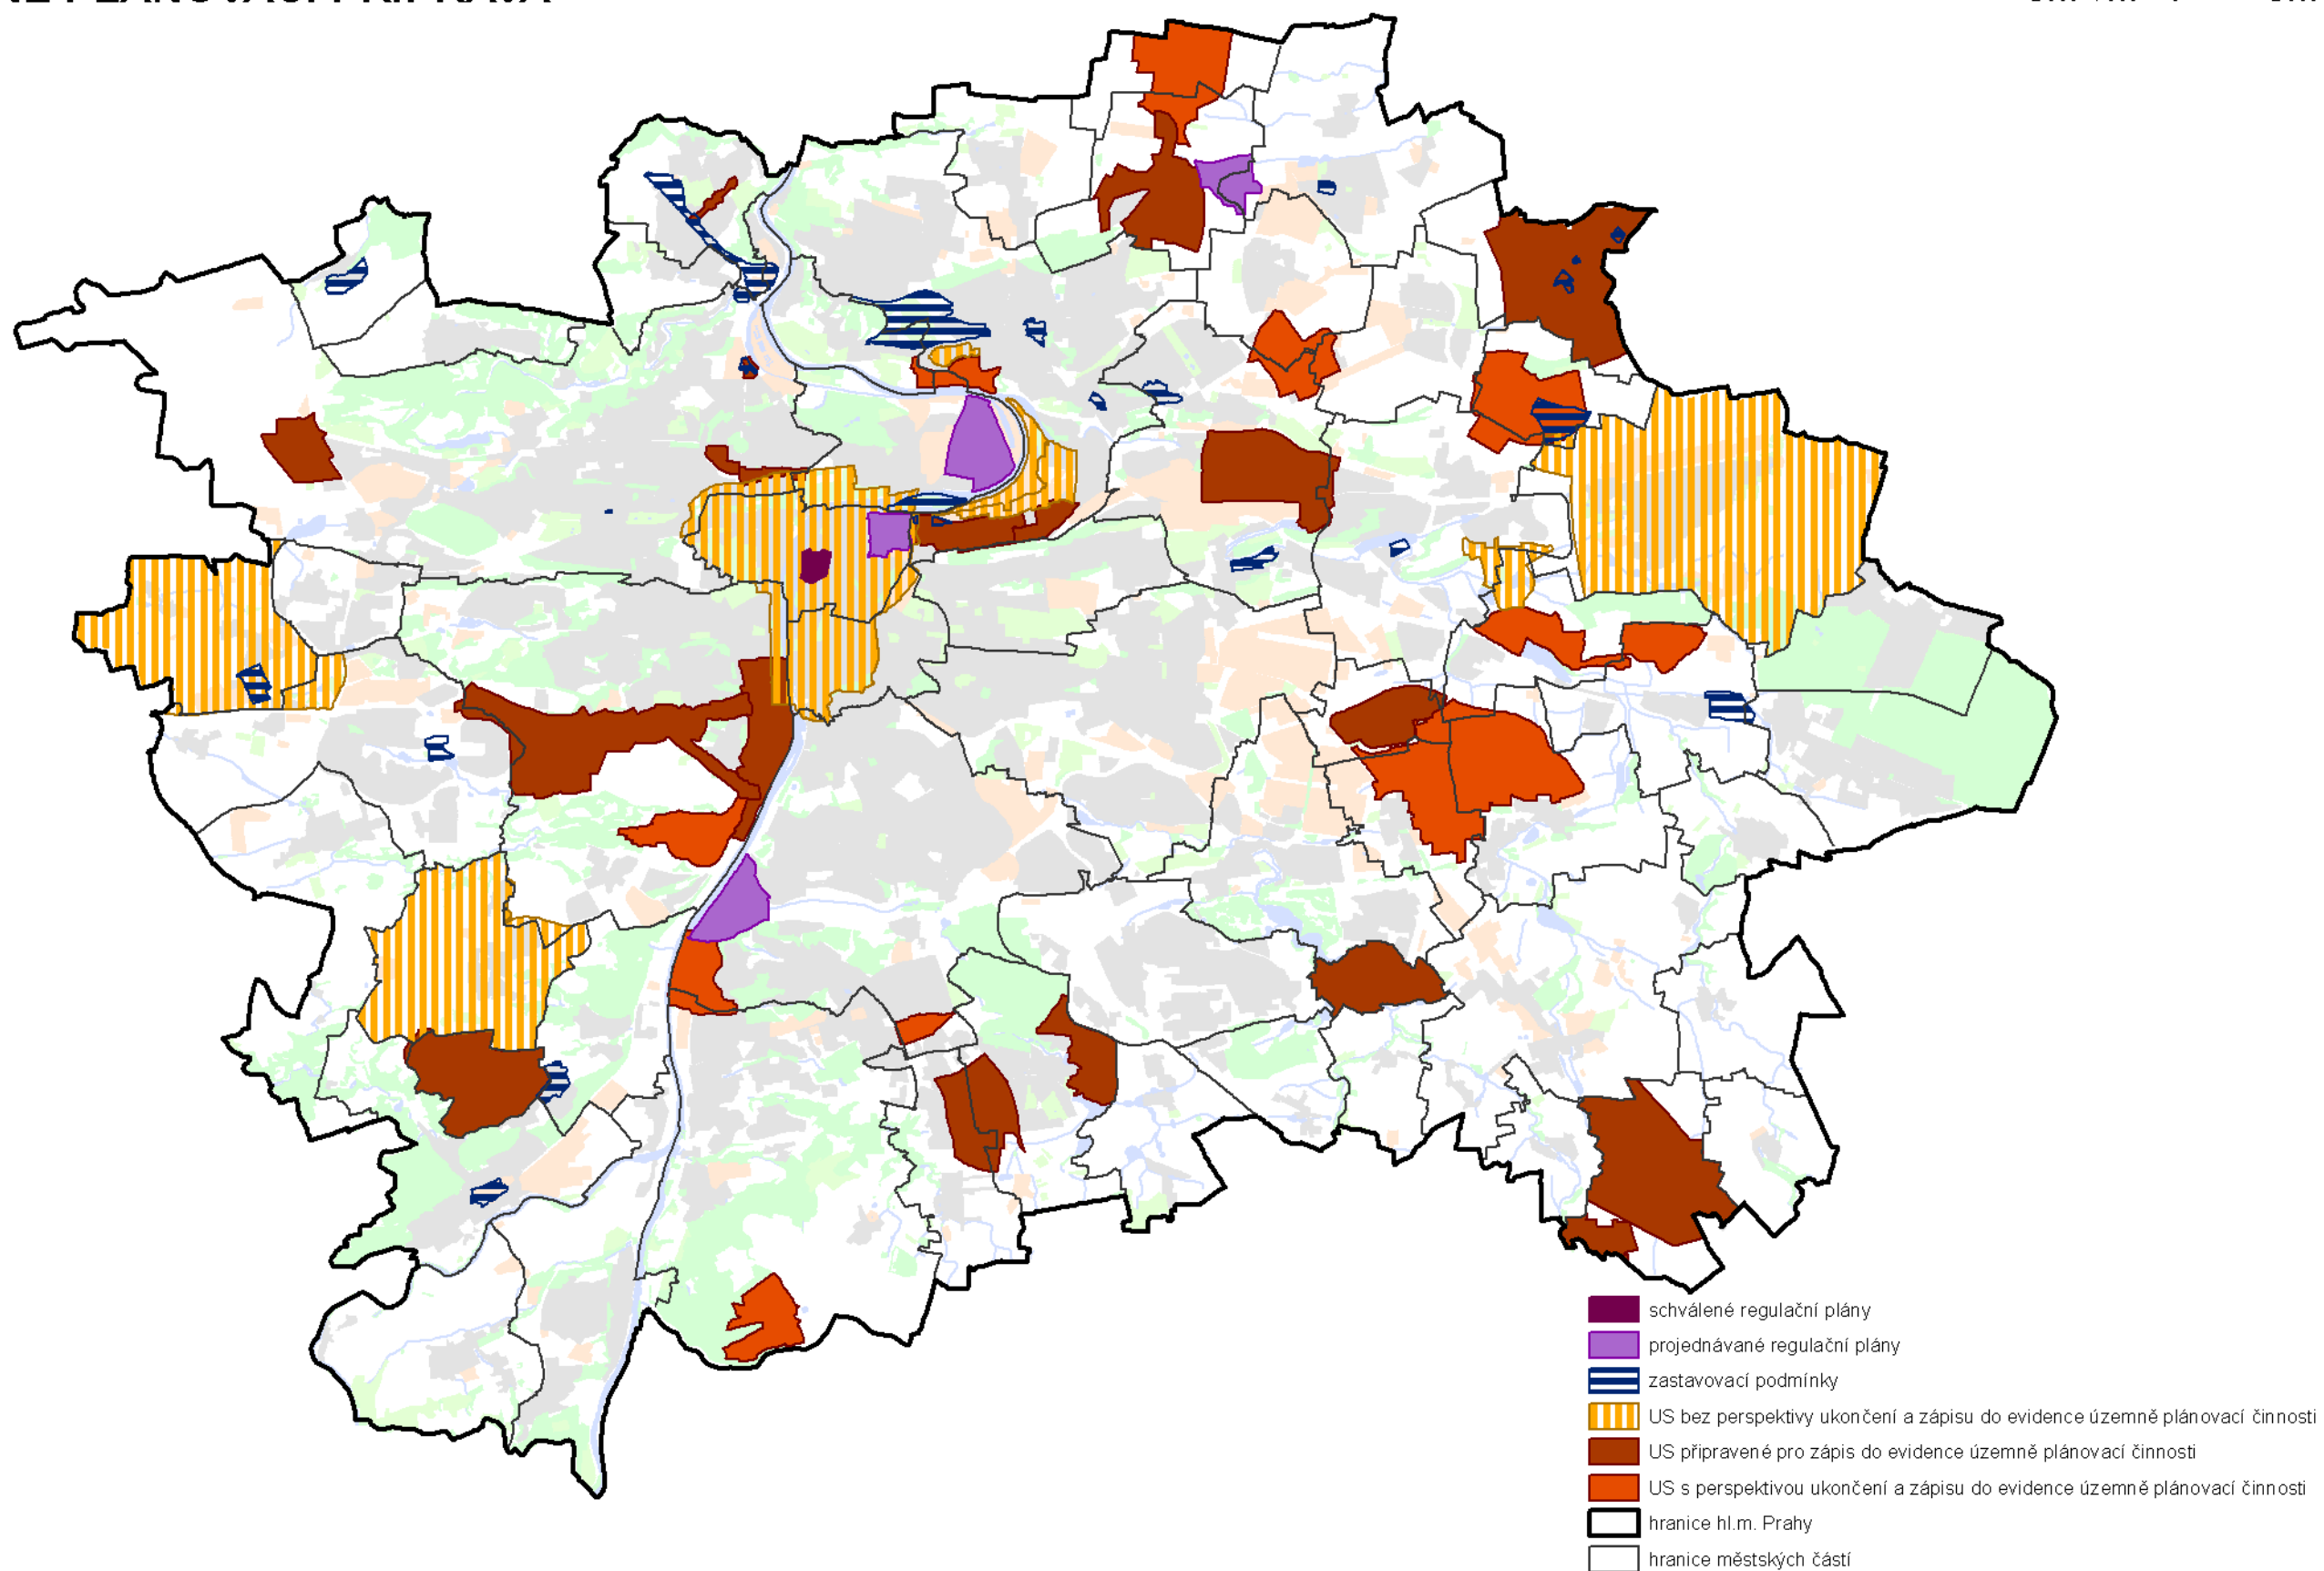 schválené regulační plány
projednávané regulační plány
zastavovací podmínky
US bez perspektivy ukončení a zápisu do evidence územně plánovací činnosti
US připravené pro zápis do evidence územně plánovací činnosti
US s perspektivou ukončení a zápisu do evidence územně plánovací činnosti
hranice hl.m. Prahy
hranice městských částí